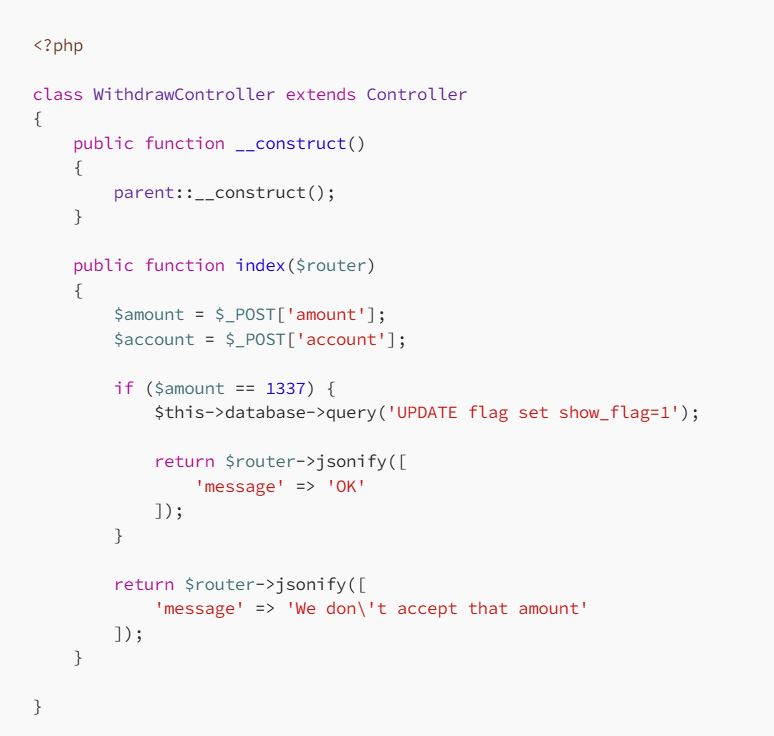 <?php
class WithdrawController extends Controller
{
    public function __construct()
    {
        parent::__construct();
    }
    public function index($router)
    {
        $amount = $_POST['amount'];
        $account = $_POST['account'];
        if ($amount == 1337) {
            $this->database->query('UPDATE flag set show_flag=1');
            return $router->jsonify([
                'message' => 'OK'
            ]);
        }
        return $router->jsonify([
            'message' => 'We don\'t accept that amount'
        ]);
    }
}